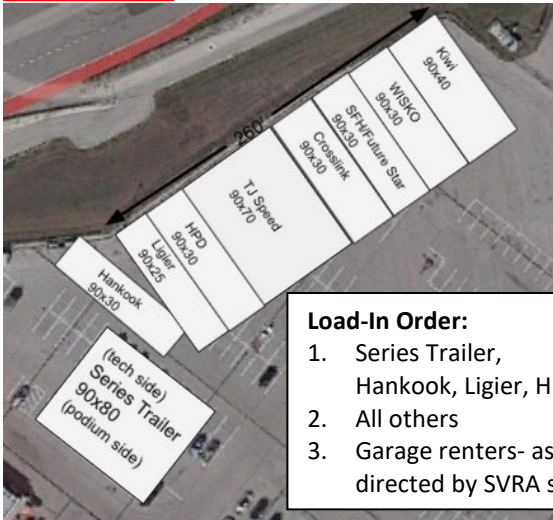 Kiwi
90x40
WISKO
90x30
SFH/Future Star
90x30
Crosslink
90x30
260'
TJ Speed
90x70
HPD
90x30
Ligier
90x25
Hankook
90x30
(tech side)
Series Trailer
90x80
(podium side)
Load-In Order:
1. Series Trailer,
Hankook, Ligier, H
2. All others
3. Garage renters- as
directed by SVRA s